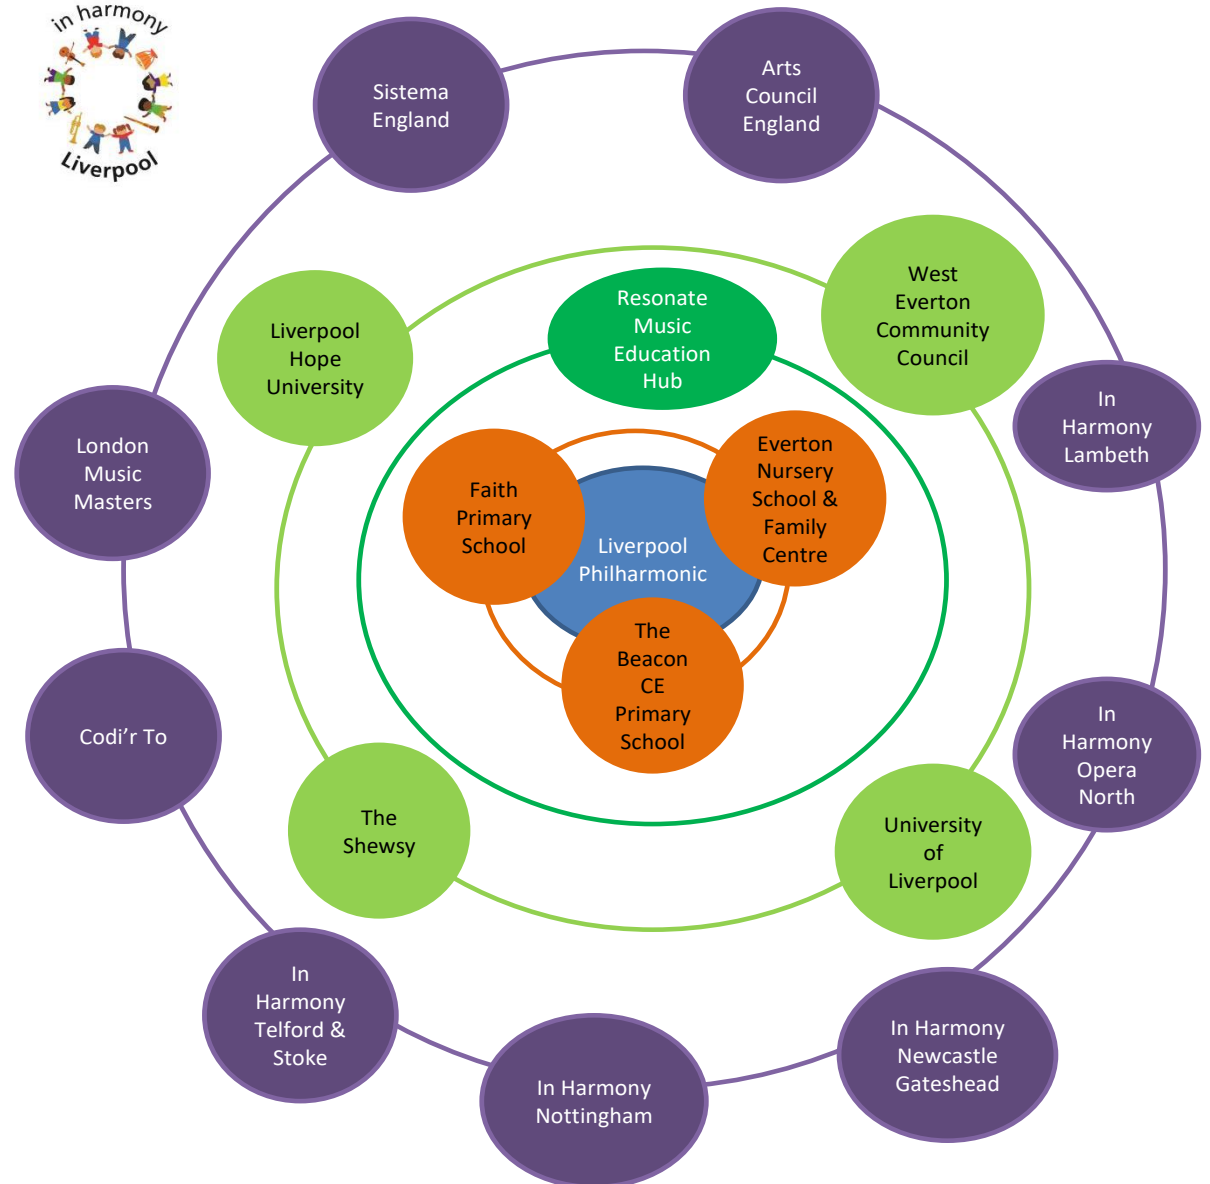 in harmony
Liverpool
Sistema
England
Arts
Council
England
West
Everton
Community
Council
Resonate
Music
Education
Hub
Liverpool
Hope
University
In
Harmony
Lambeth
London
Music
Masters
Faith
Primary
School
Everton
Nursery
School &
Family
Centre
Liverpool
Philharmonic
The
Beacon
CE
Primary
School
Codi’r To
In
Harmony
Opera
North
The
Shewsy
University
of
Liverpool
In
Harmony
Telford &
Stoke
In Harmony
Nottingham
In Harmony
Newcastle
Gateshead